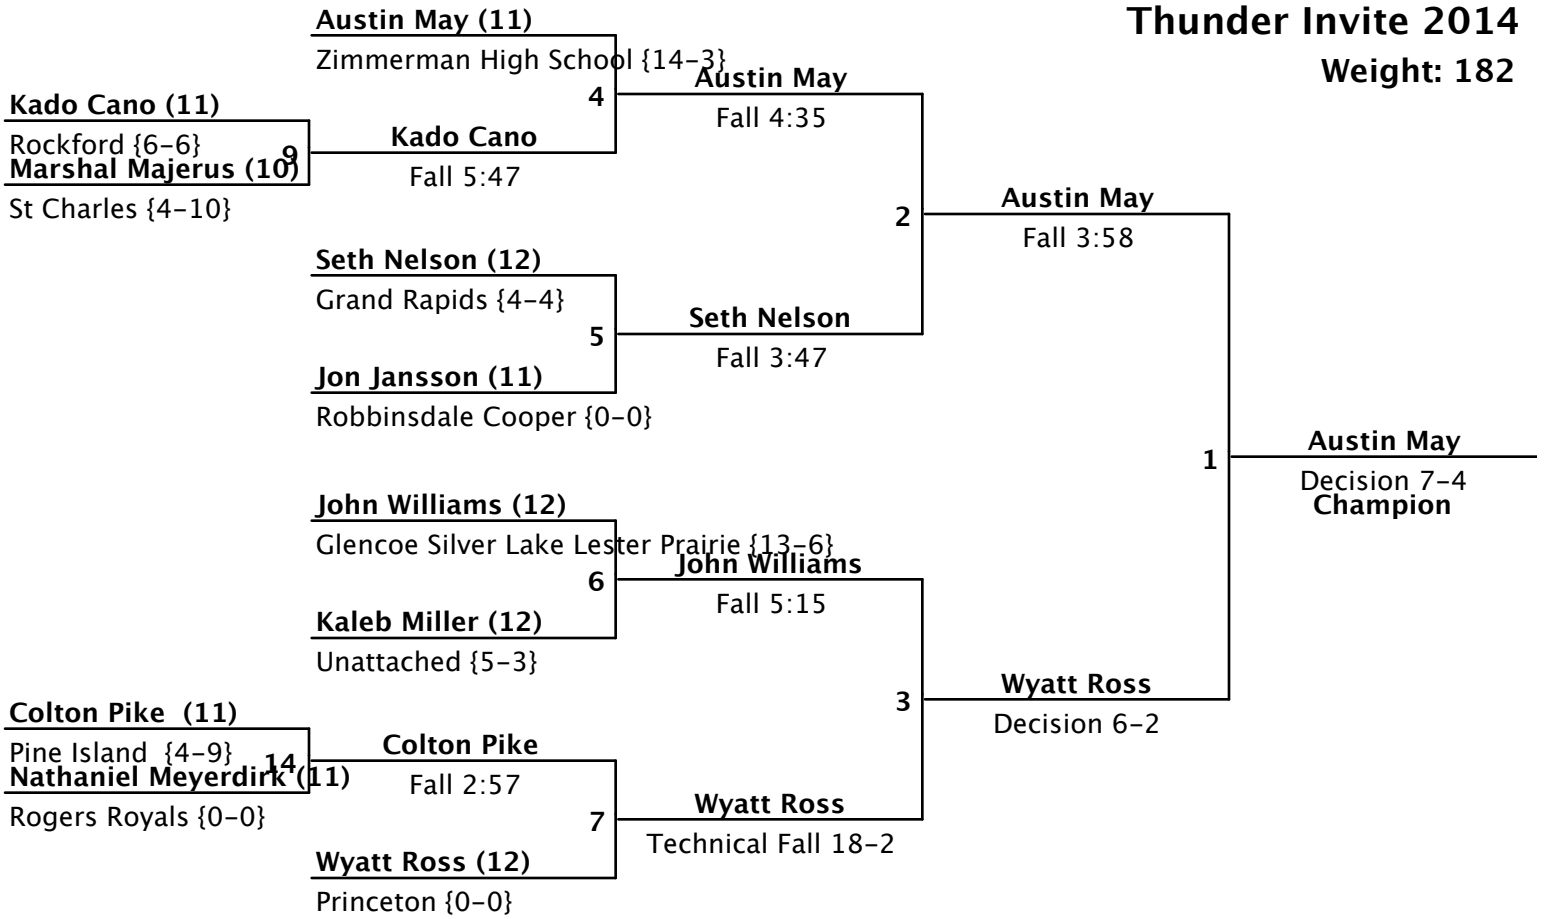 Thunder Invite 2014
Weight: 182
Austin May (11)
Zimmerman High School {14-3}
4
Kado Cano (11)
Rockford {6-6}
9
Marshal Majerus (10)
St Charles {4-10}
Kado Cano
Fall 5:47
Austin May
Fall 4:35
Seth Nelson (12)
Grand Rapids {4-4}
5
Jon Jansson (11)
Robbinsdale Cooper {0-0}
Seth Nelson
Fall 3:47
2
Austin May
Fall 3:58
John Williams (12)
Glencoe Silver Lake Lester Prairie {13-6}
6
Kaleb Miller (12)
Unattached {5-3}
John Williams
Fall 5:15
Colton Pike (11)
Pine Island {4-9}
14
Nathaniel Meyerdirk (11)
Rogers Royals {0-0}
Colton Pike
Fall 2:57
7
Wyatt Ross (12)
Princeton {0-0}
Wyatt Ross
Technical Fall 18-2
3
Wyatt Ross
Decision 6-2
1
Austin May
Decision 7-4
Champion